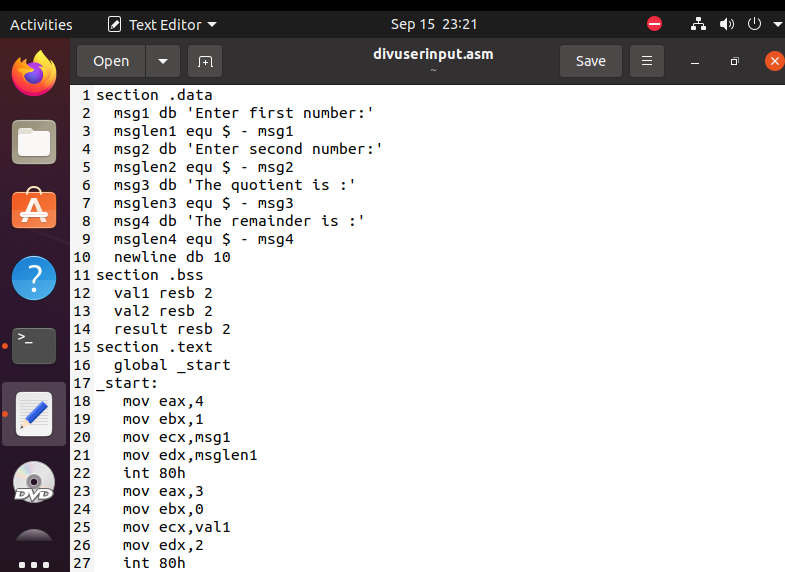 Activities Text Editor Sep 15 23:21
Open divuserinput.asm Save
~
1 section .data
2   msg1 db 'Enter first number:'
3   msglen1 equ $ - msg1
4   msg2 db 'Enter second number:'
5   msglen2 equ $ - msg2
6   msg3 db 'The quotient is :'
7   msglen3 equ $ - msg3
8   msg4 db 'The remainder is :'
9   msglen4 equ $ - msg4
10   newline db 10
11 section .bss
12   val1 resb 2
13   val2 resb 2
14   result resb 2
15 section .text
16   global _start
17 _start:
18    mov eax,4
19    mov ebx,1
20    mov ecx,msg1
21    mov edx,msglen1
22    int 80h
23    mov eax,3
24    mov ebx,0
25    mov ecx,val1
26    mov edx,2
27    int 80h
>_
?
DVD